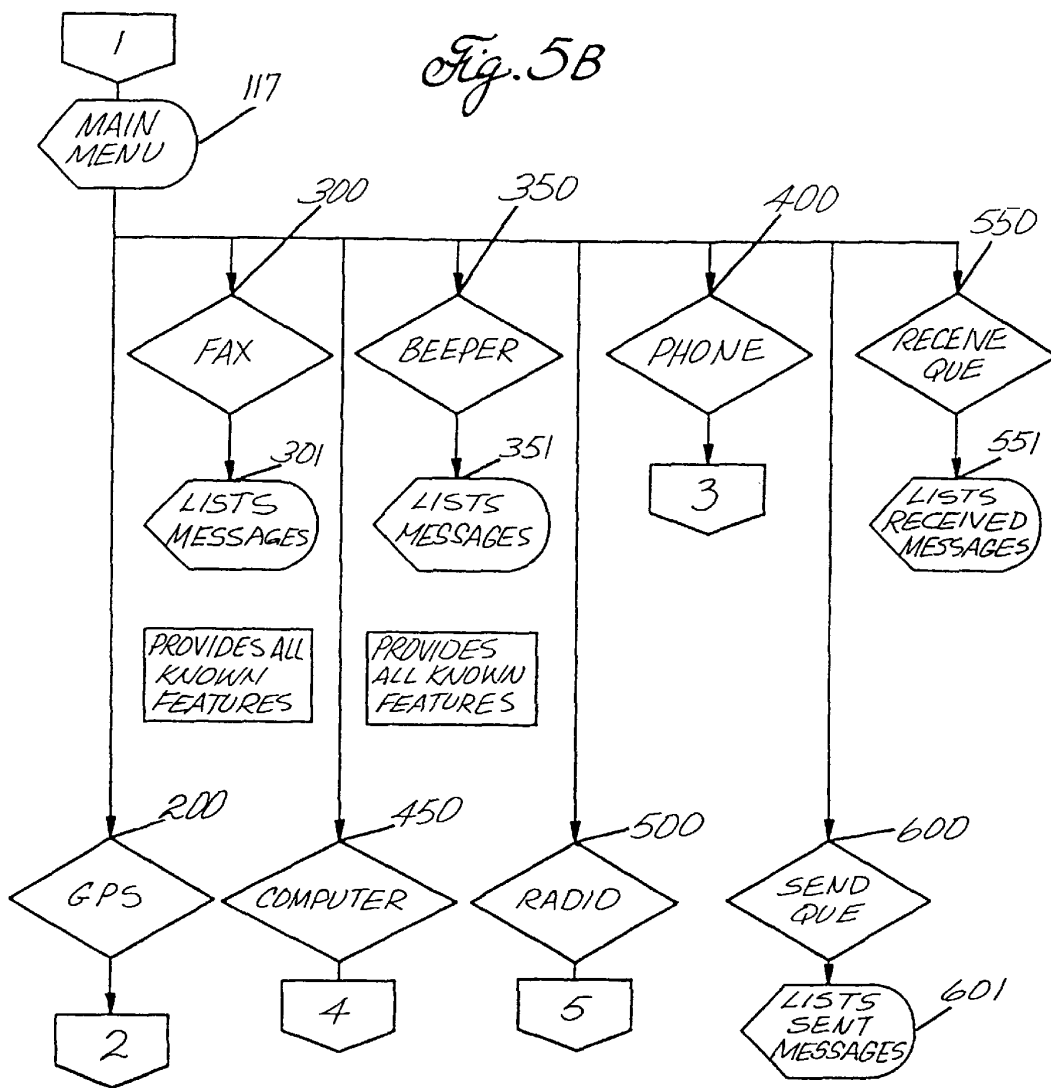 1
Fig. 5B
117
MAIN
MENU
300
350
400
550
FAX
BEEPER
PHONE
RECEIVE
QUE
301
351
551
LISTS
MESSAGES
LISTS
MESSAGES
3
LISTS
RECEIVED
MESSAGES
PROVIDES ALL
KNOWN
FEATURES
PROVIDES
ALL KNOWN
FEATURES
200
450
500
600
GPS
COMPUTER
RADIO
SEND
QUE
2
4
5
LISTS
SENT
MESSAGES
601